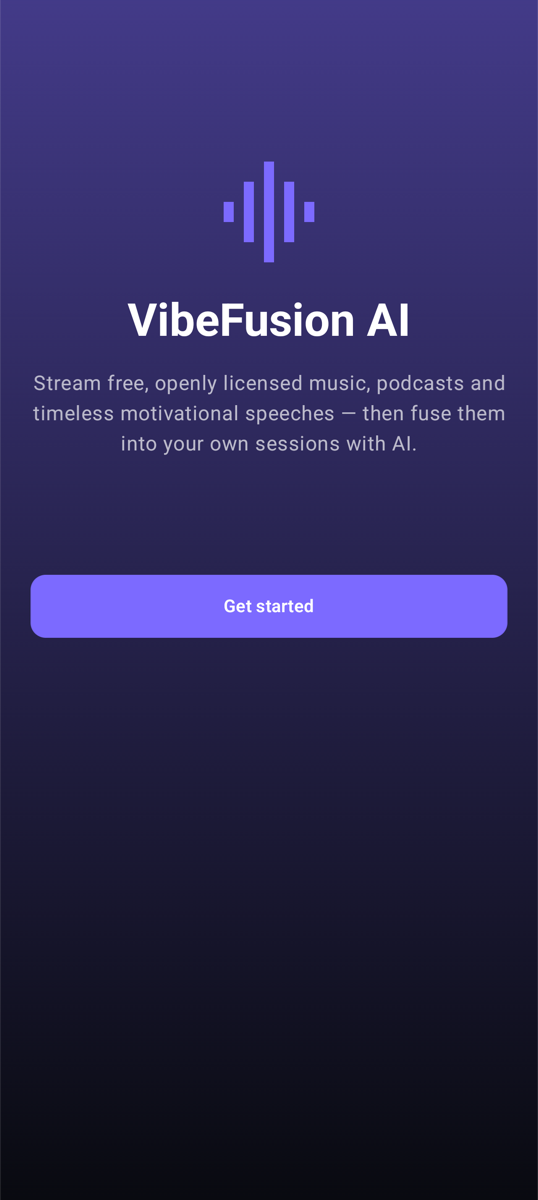 VibeFusion AI
Stream free, openly licensed music, podcasts and
timeless motivational speeches — then fuse them
into your own sessions with AI.
Get started